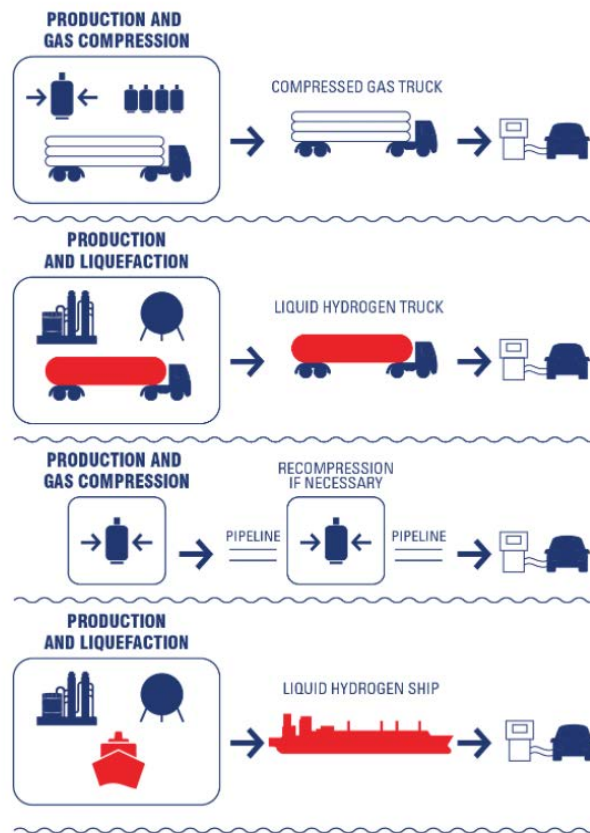 PRODUCTION AND
GAS COMPRESSION
COMPRESSED GAS TRUCK
PRODUCTION
AND LIQUEFACTION
LIQUID HYDROGEN TRUCK
PRODUCTION AND
GAS COMPRESSION
RECOMPRESSION
IF NECESSARY
PIPELINE
PIPELINE
PRODUCTION
AND LIQUEFACTION
LIQUID HYDROGEN SHIP